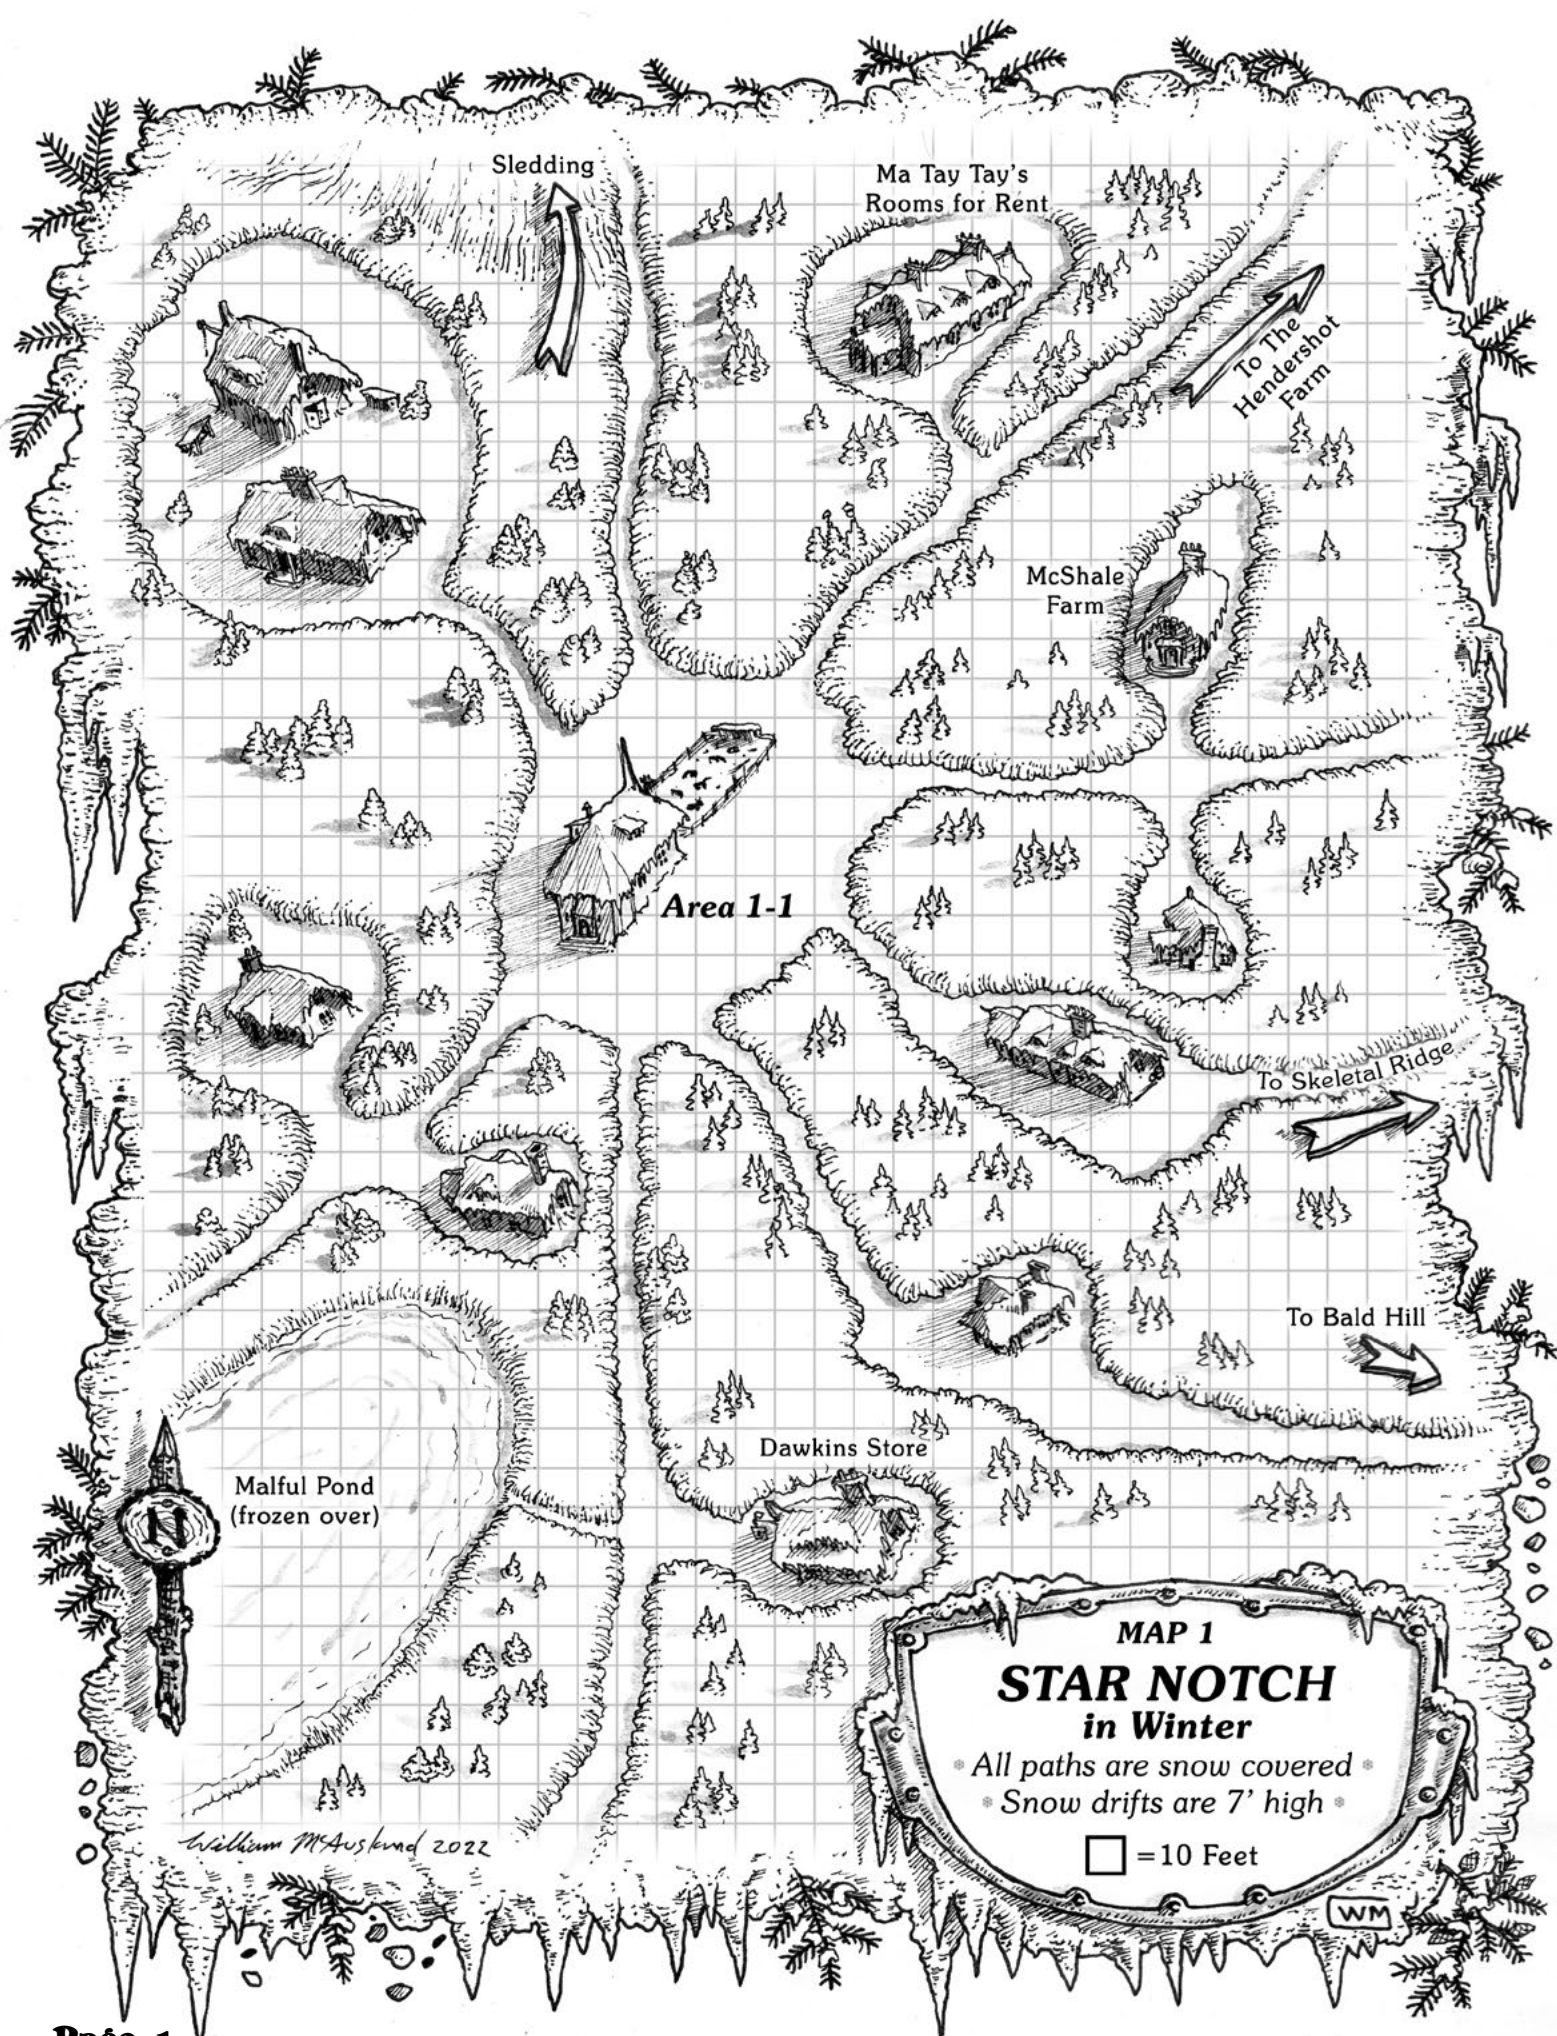 Sledding
Ma Tay Tay's
Rooms for Rent
To The
Hendershot
Farm
McShale
Farm
Area 1-1
To Skeletal Ridge
To Bald Hill
Dawkins Store
Malful Pond
(frozen over)
N
MAP 1
STAR NOTCH
in Winter
All paths are snow covered
Snow drifts are 7' high
=10 Feet
William McAusland 2022
WM